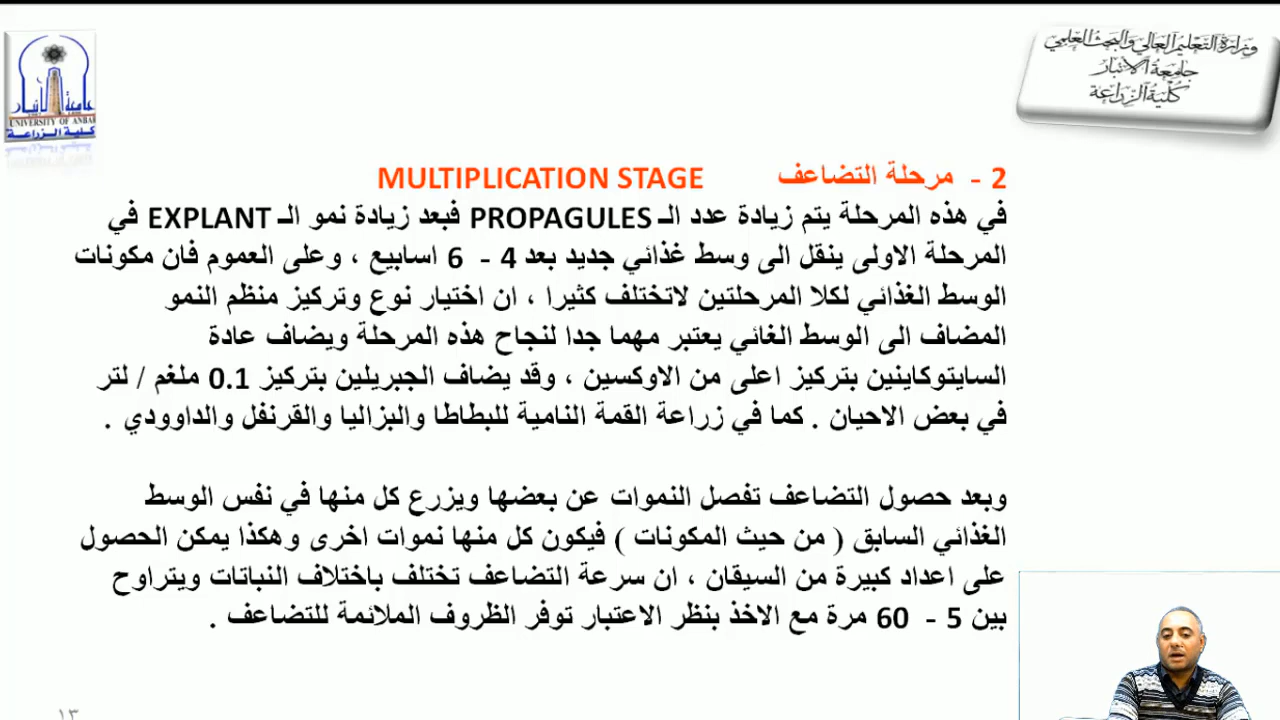 وزارة التعليم العالي والبحث العلمي
جامعة الانبار
كلية الزراعة
جامعة الانبار
UNIVERSITY OF ANBAR
كلية الزراعة
2 - مرحلة التضاعف MULTIPLICATION STAGE
في هذه المرحلة يتم زيادة عدد الـ PROPAGULES فبعد زيادة نمو الـ EXPLANT في
المرحلة الاولى ينقل الى وسط غذائي جديد بعد 4 - 6 اسابيع ، وعلى العموم فان مكونات
الوسط الغذائي لكلا المرحلتين لاتختلف كثيرا ، ان اختيار نوع وتركيز منظم النمو
المضاف الى الوسط الغائي يعتبر مهما جدا لنجاح هذه المرحلة ويضاف عادة
السايتوكاينين بتركيز اعلى من الاوكسين ، وقد يضاف الجبريلين بتركيز 0.1 ملغم / لتر
في بعض الاحيان . كما في زراعة القمة النامية للبطاطا والبزاليا والقرنفل والداوودي .
وبعد حصول التضاعف تفصل النموات عن بعضها ويزرع كل منها في نفس الوسط
الغذائي السابق ( من حيث المكونات ) فيكون كل منها نموات اخرى وهكذا يمكن الحصول
على اعداد كبيرة من السيقان ، ان سرعة التضاعف تختلف باختلاف النباتات ويتراوح
بين 5 - 60 مرة مع الاخذ بنظر الاعتبار توفر الظروف الملائمة للتضاعف .
١٣